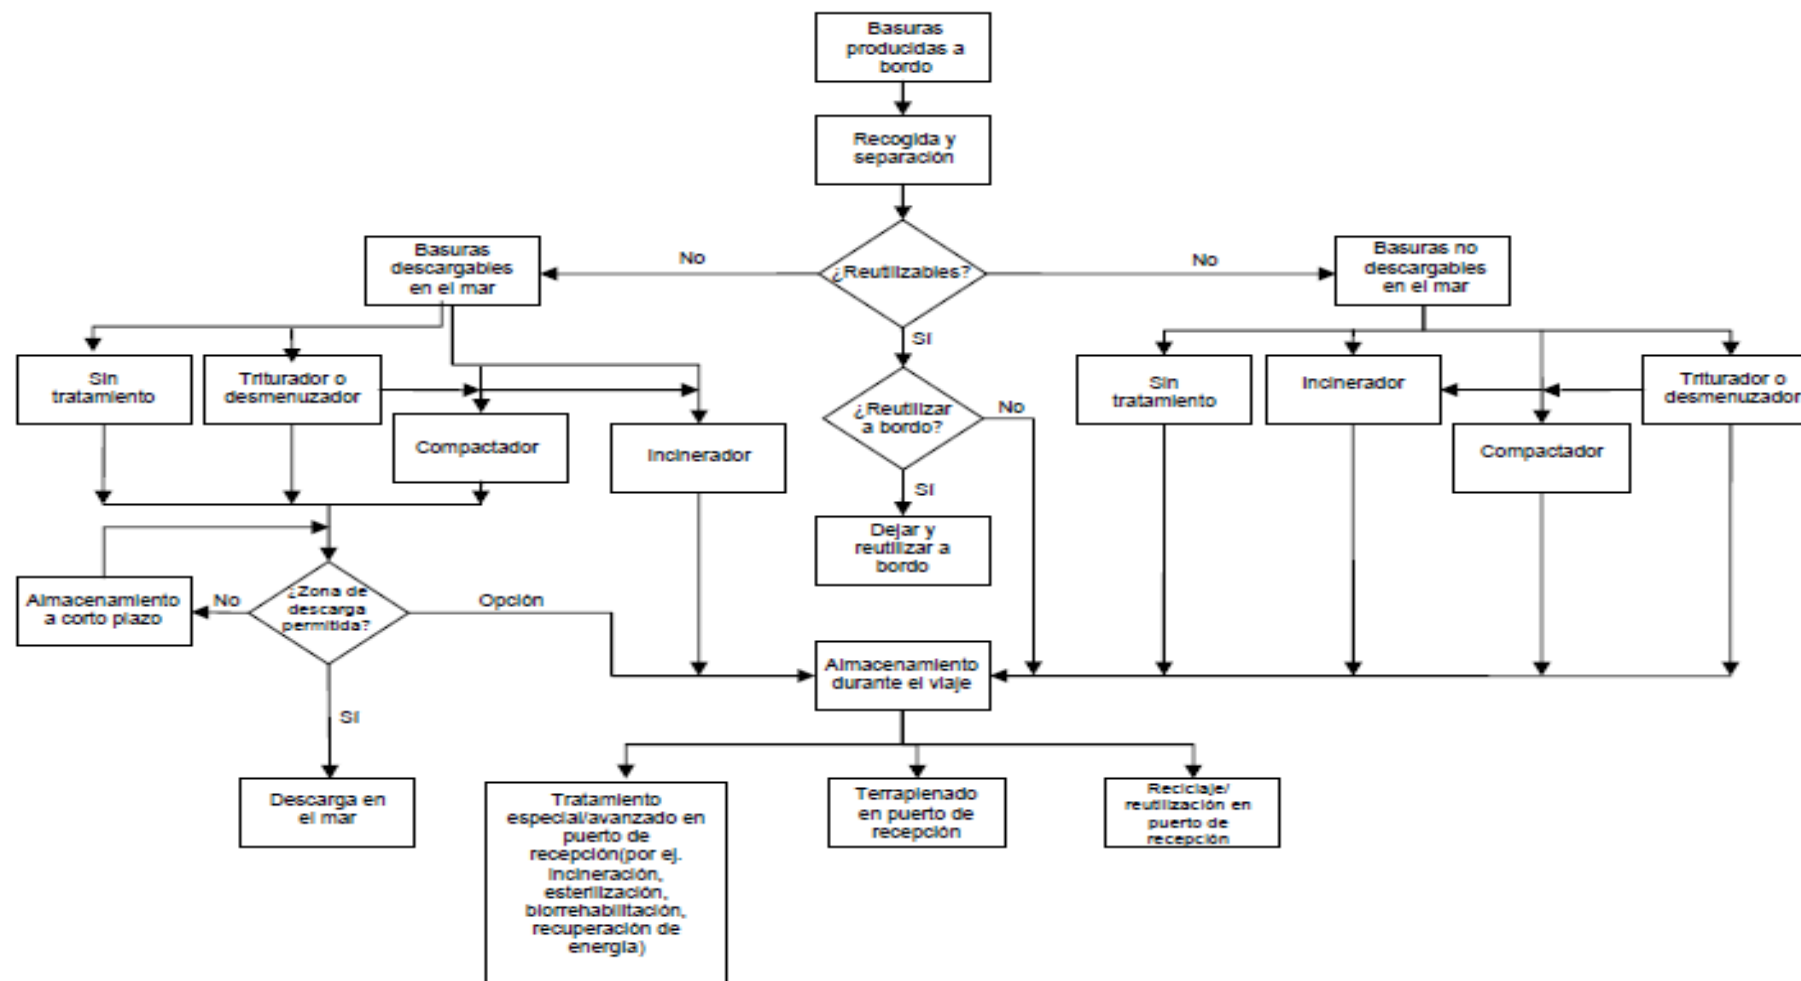 Basuras
producidas a
bordo
Recogida y
separación
¿Reutilizables?
No
No
Basuras
descargables
en el mar
Basuras no
descargables
en el mar
Sí
Sin
tratamiento
Triturador o
desmenuzador
Compactador
Incinerador
¿Reutilizar
a bordo?
No
Sí
Dejar y
reutilizar a
bordo
Sin
tratamiento
Incinerador
Compactador
Triturador o
desmenuzador
Almacenamiento
a corto plazo
No
¿Zona de
descarga
permitida?
Opción
Sí
Almacenamiento
durante el viaje
Descarga en
el mar
Tratamiento
especial/avanzado en
puerto de
recepción(por ej.
incineración,
esterilización,
biorrehabilitación,
recuperación de
energía)
Terraplenado
en puerto de
recepción
Reciclaje/
reutilización en
puerto de
recepción